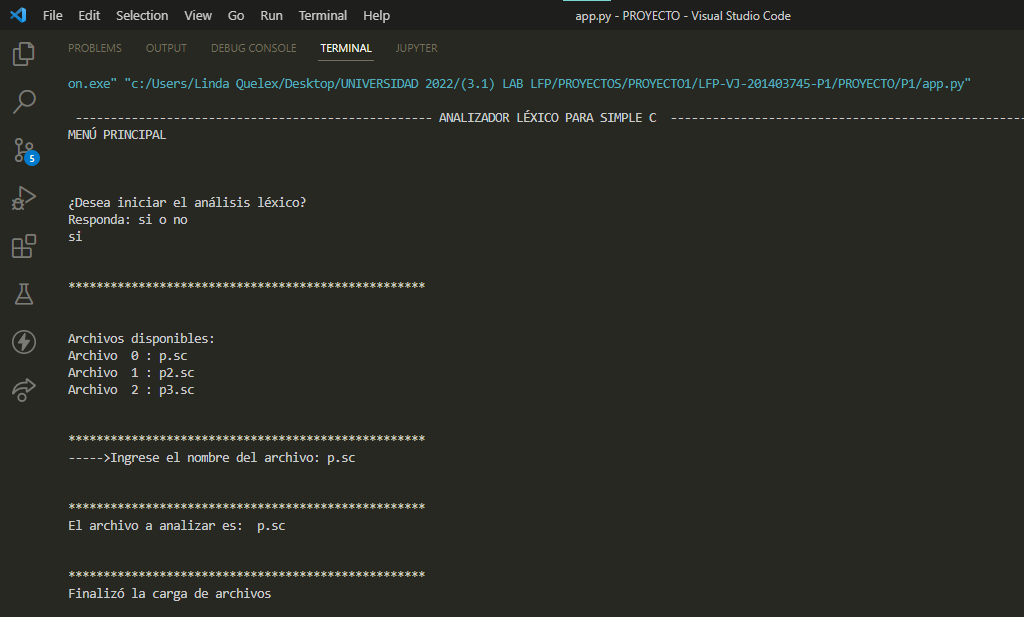 File Edit Selection View Go Run Terminal Help
app.py - PROYECTO - Visual Studio Code
PROBLEMS OUTPUT DEBUG CONSOLE TERMINAL JUPYTER
on.exe" "c:/Users/Linda Quelex/Desktop/UNIVERSIDAD 2022/(3.1) LAB LFP/PROYECTOS/PROYECTO1/LFP-VJ-201403745-P1/PROYECTO/P1/app.py"
--------------------------------------------------- ANALIZADOR LÉXICO PARA SIMPLE C ---------------------------------------------------
MENÚ PRINCIPAL
5
¿Desea iniciar el análisis léxico?
Responda: si o no
si
***************************************************
Archivos disponibles:
Archivo  0 : p.sc
Archivo  1 : p2.sc
Archivo  2 : p3.sc
***************************************************
----->Ingrese el nombre del archivo: p.sc
***************************************************
El archivo a analizar es:  p.sc
***************************************************
Finalizó la carga de archivos